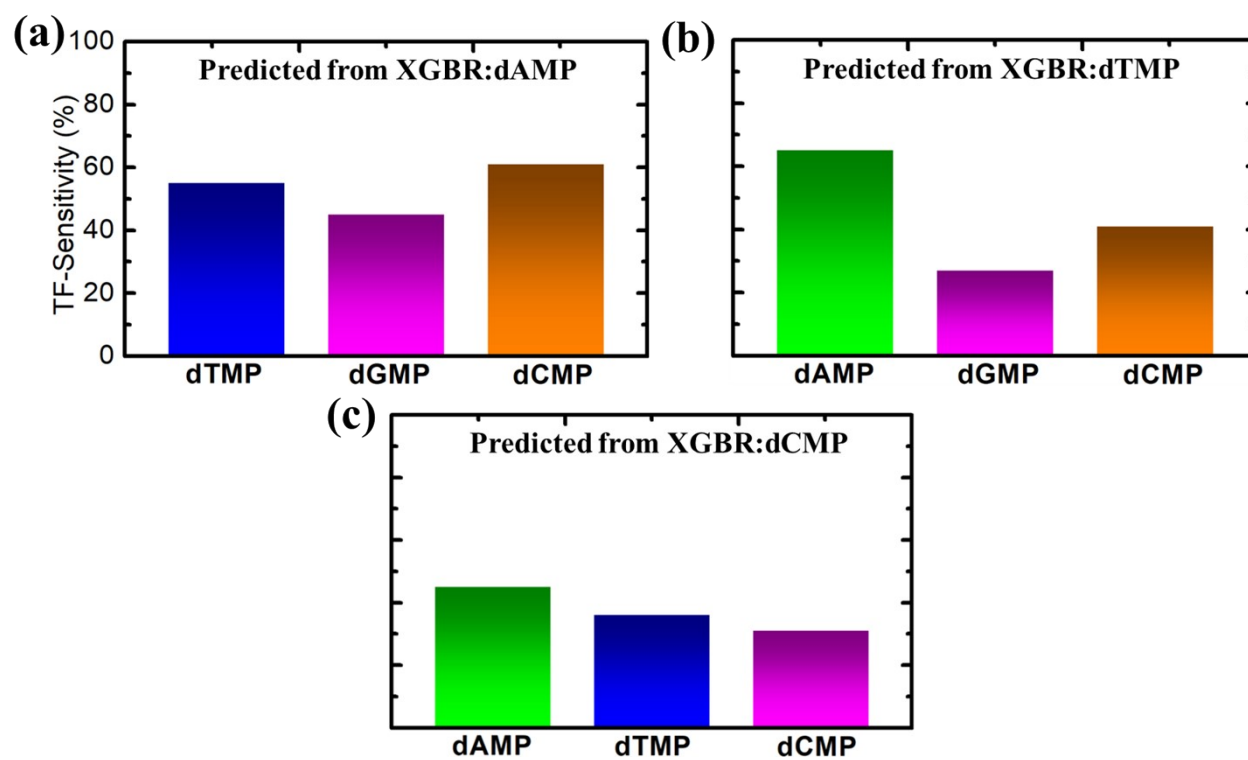 (a)
Predicted from XGBR:dAMP
TF-Sensitivity (%)
100
80
60
40
20
0
dTMP dGMP dCMP
(b)
Predicted from XGBR:dTMP
dAMP dGMP dCMP
(c)
Predicted from XGBR:dCMP
dAMP dTMP dCMP